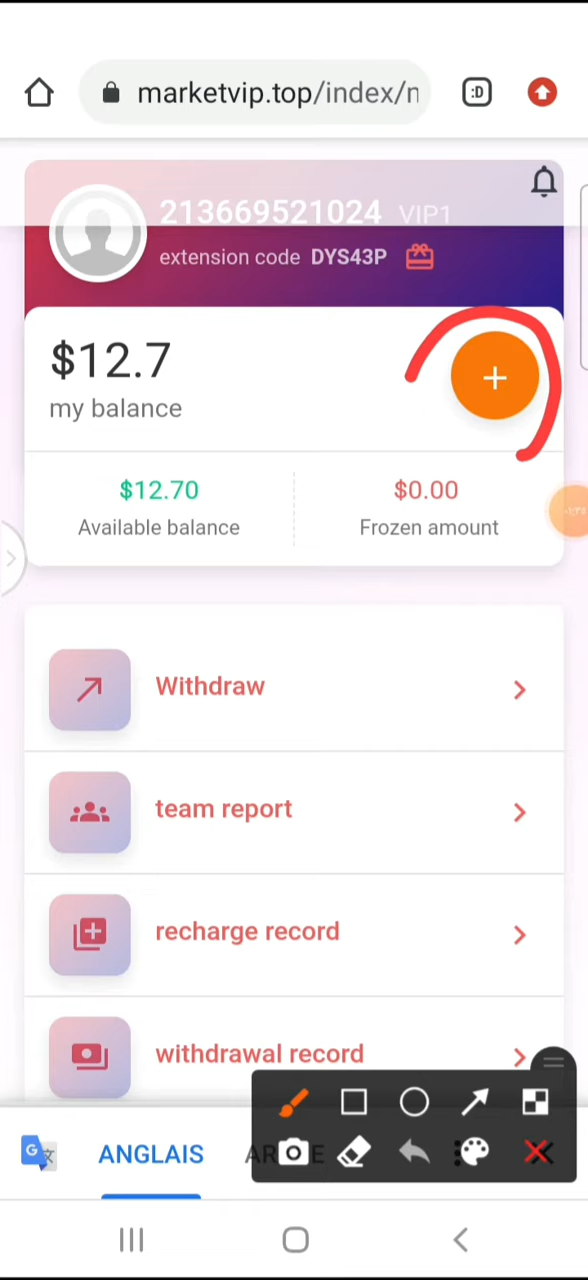 :D
marketvip.top/index/n
213669521024 VIP1
extension code DYS43P
$12.7
my balance
$12.70
Available balance
$0.00
Frozen amount
Withdraw
team report
recharge record
withdrawal record
ANGLAIS